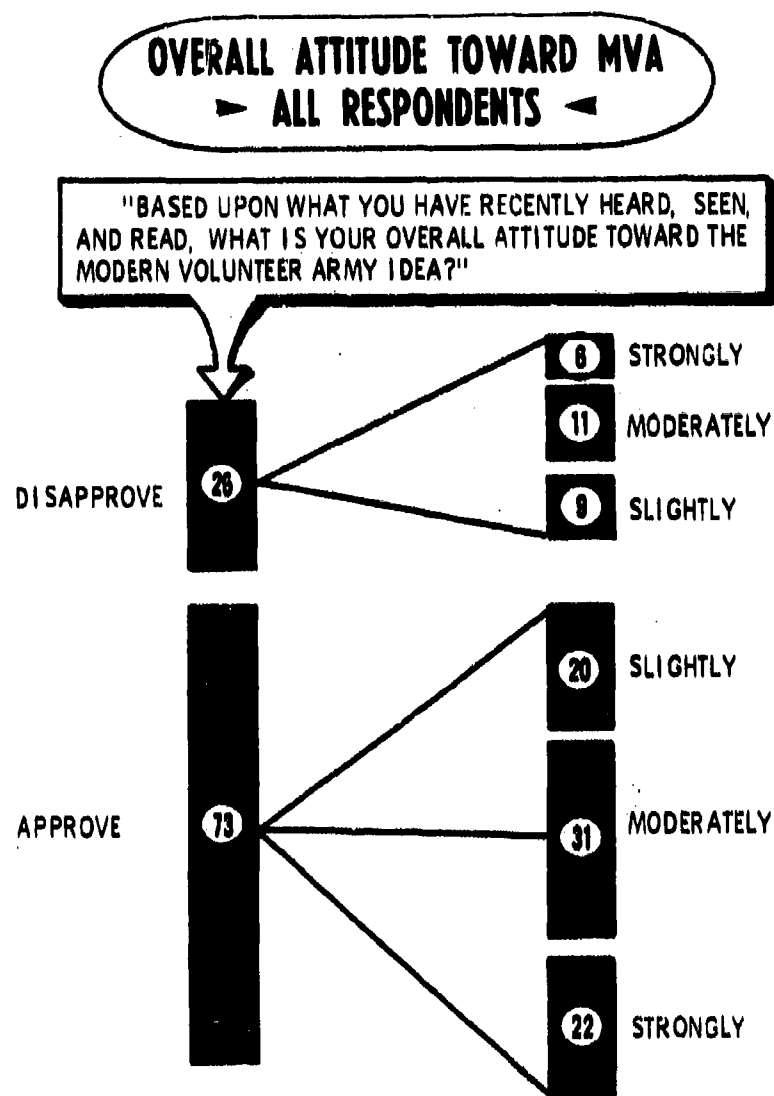 OVERALL ATTITUDE TOWARD MVA
ALL RESPONDENTS
"BASED UPON WHAT YOU HAVE RECENTLY HEARD, SEEN,
AND READ, WHAT IS YOUR OVERALL ATTITUDE TOWARD THE
MODERN VOLUNTEER ARMY IDEA?"
6 STRONGLY
11 MODERATELY
DISAPPROVE 26
9 SLIGHTLY
20 SLIGHTLY
APPROVE 73
31 MODERATELY
22 STRONGLY